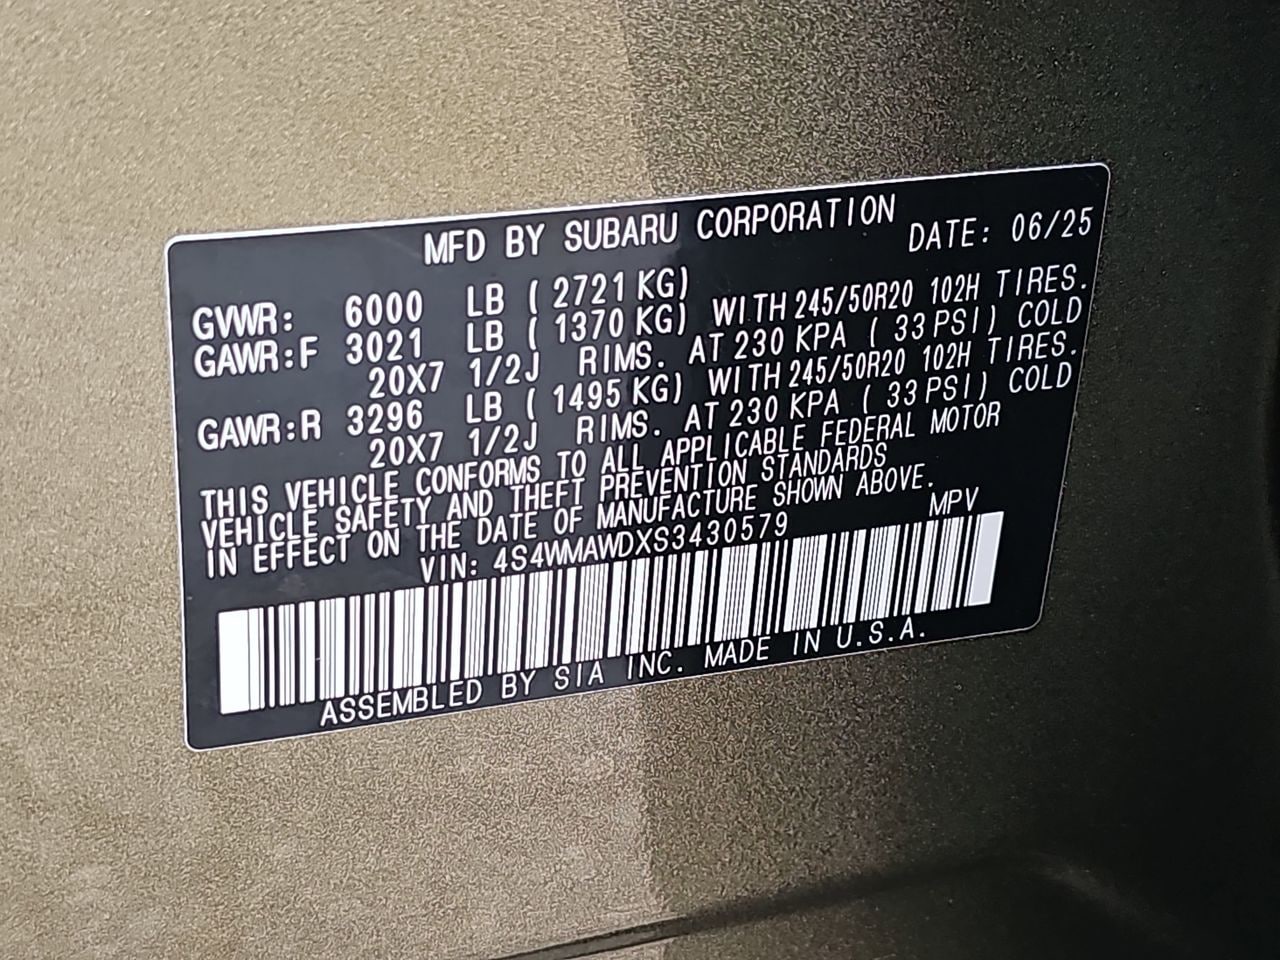 MFD BY SUBARU CORPORATION DATE: 06/25
GVWR: 6000 LB ( 2721 KG)
GAWR:F 3021 LB ( 1370 KG) WITH 245/50R20 102H TIRES.
20X7 1/2J RIMS. AT 230 KPA ( 33 PSI) COLD
GAWR:R 3296 LB ( 1495 KG) WITH 245/50R20 102H TIRES.
20X7 1/2J RIMS. AT 230 KPA ( 33 PSI) COLD
THIS VEHICLE CONFORMS TO ALL APPLICABLE FEDERAL MOTOR
VEHICLE SAFETY AND THEFT PREVENTION STANDARDS
IN EFFECT ON THE DATE OF MANUFACTURE SHOWN ABOVE.
VIN: 4S4WMAWDXS3430579 MPV
ASSEMBLED BY SIA INC. MADE IN U.S.A.